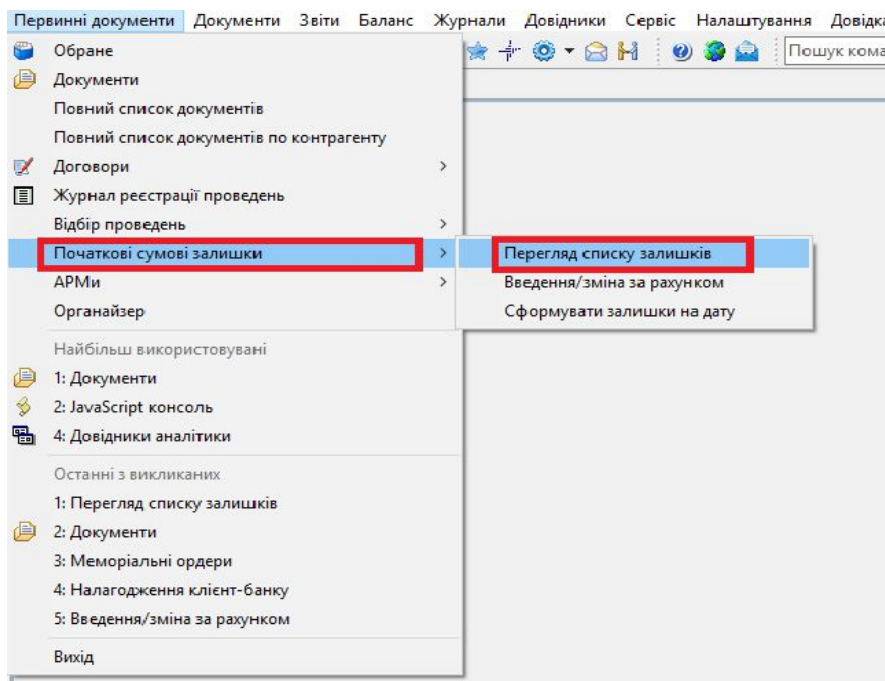 Первинні документи Документи Звіти Баланс Журнали Довідники Сервіс Налаштування Довідка
Обране
Пошук кома
Документи
Повний список документів
Повний список документів по контрагенту
Договори
Журнал реєстрації проведень
Відбір проведень
Початкові сумові залишки
Перегляд списку залишків
АРМи
Введення/зміна за рахунком
Органайзер
Сформувати залишки на дату
Найбільш використовувані
1: Документи
2: JavaScript консоль
4: Довідники аналітики
Останні з викликаних
1: Перегляд списку залишків
2: Документи
3: Меморіальні ордери
4: Налагодження клієнт-банку
5: Введення/зміна за рахунком
Вихід